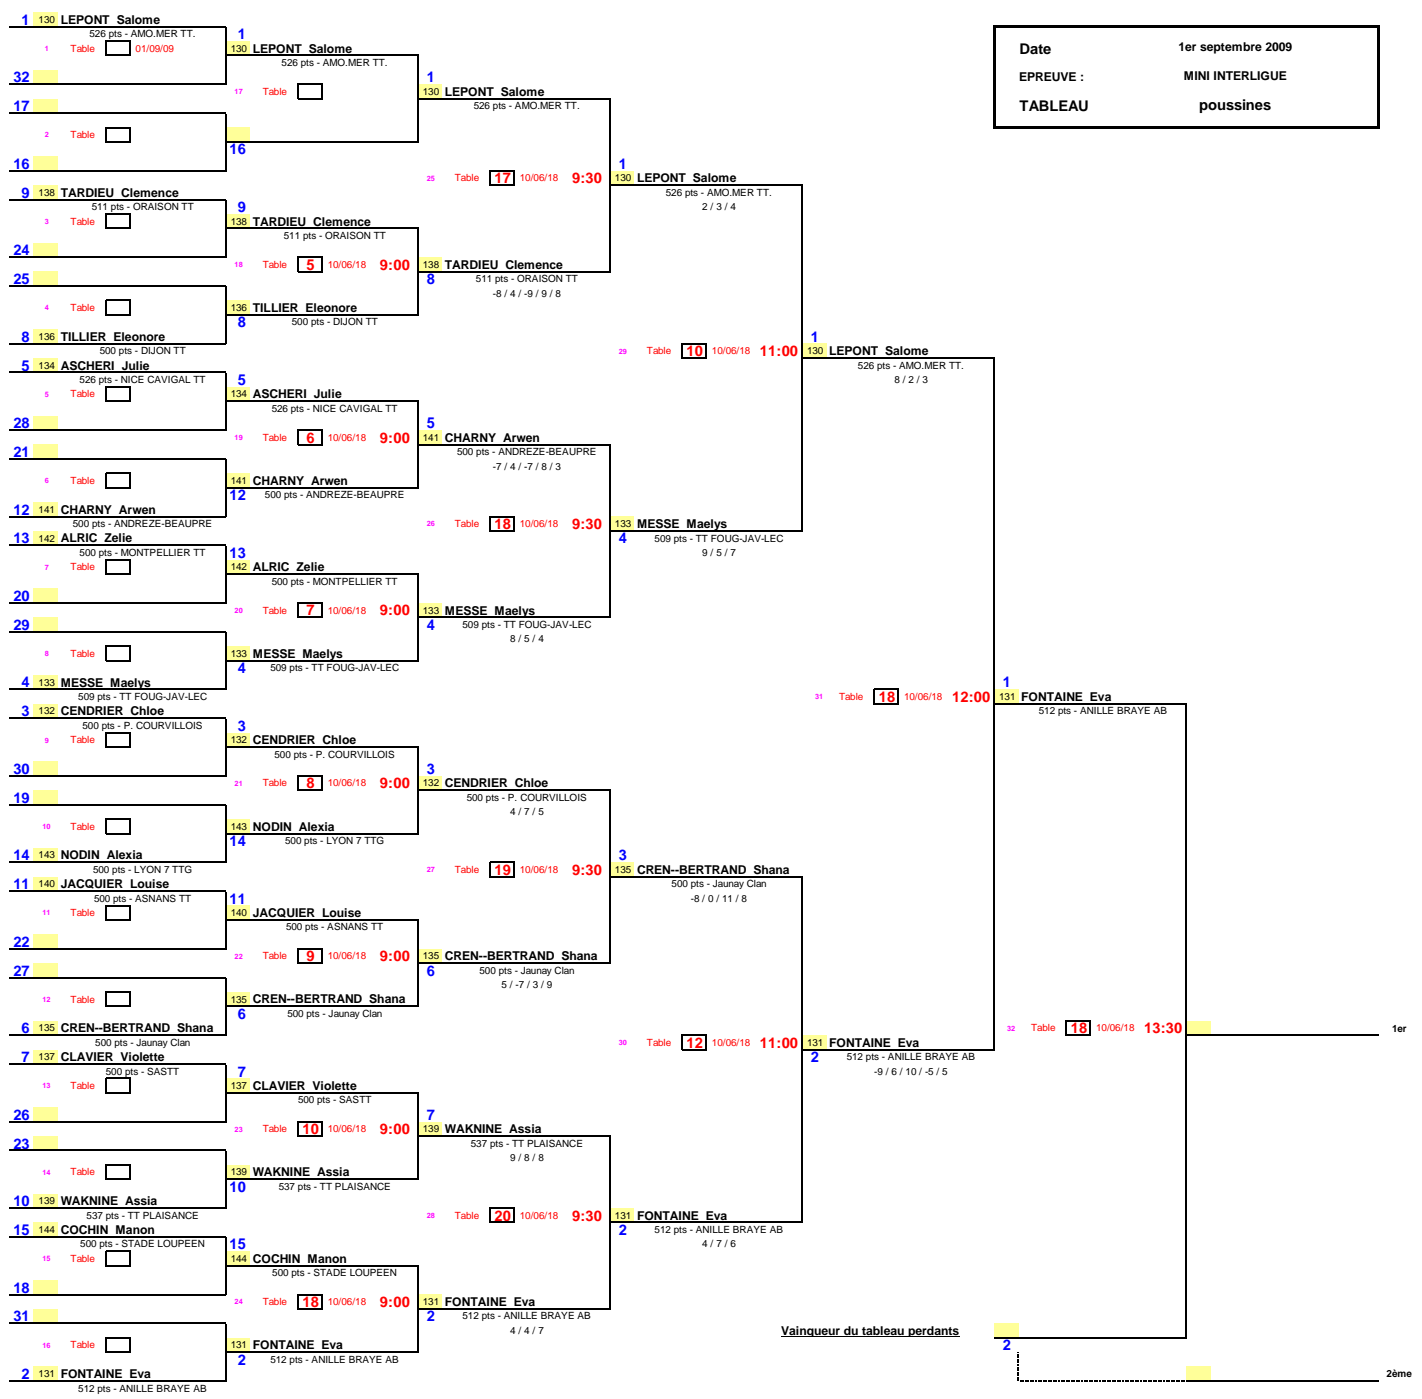 Date 1er septembre 2009
EPREUVE : MINI INTERLIGUE
TABLEAU poussines
1 130 LEPONT Salome
526 pts - AMO.MER TT.
1 Table 01/09/09
32
17
2 Table
16
9 138 TARDIEU Clemence
511 pts - ORAISON TT
3 Table
24
25
4 Table
8 136 TILLIER Eleonore
500 pts - DIJON TT
5 134 ASCHERI Julie
526 pts - NICE CAVIGAL TT
5 Table
28
21
6 Table
12 141 CHARNY Arwen
500 pts - ANDREZE-BEAUPRE
13 142 ALRIC Zelie
500 pts - MONTPELLIER TT
7 Table
20
29
8 Table
4 133 MESSE Maelys
509 pts - TT FOUG-JAV-LEC
3 132 CENDRIER Chloe
500 pts - P. COURVILLOIS
9 Table
30
19
10 Table
14 143 NODIN Alexia
500 pts - LYON 7 TTG
11 140 JACQUIER Louise
500 pts - ASNANS TT
11 Table
22
27
12 Table
6 135 CREN--BERTRAND Shana
500 pts - Jaunay Clan
7 137 CLAVIER Violette
500 pts - SASTT
13 Table
26
23
14 Table
10 139 WAKNINE Assia
537 pts - TT PLAISANCE
15 144 COCHIN Manon
500 pts - STADE LOUPEEN
15 Table
18
31
16 Table
2 131 FONTAINE Eva
512 pts - ANILLE BRAYE AB
1
130 LEPONT Salome
526 pts - AMO.MER TT.
17 Table
16
9
138 TARDIEU Clemence
511 pts - ORAISON TT
18 Table 5 10/06/18 9:00
136 TILLIER Eleonore
8 500 pts - DIJON TT
5
134 ASCHERI Julie
526 pts - NICE CAVIGAL TT
19 Table 6 10/06/18 9:00
141 CHARNY Arwen
12 500 pts - ANDREZE-BEAUPRE
13
142 ALRIC Zelie
500 pts - MONTPELLIER TT
20 Table 7 10/06/18 9:00
133 MESSE Maelys
4 509 pts - TT FOUG-JAV-LEC
3
132 CENDRIER Chloe
500 pts - P. COURVILLOIS
21 Table 8 10/06/18 9:00
143 NODIN Alexia
14 500 pts - LYON 7 TTG
11
140 JACQUIER Louise
500 pts - ASNANS TT
22 Table 9 10/06/18 9:00
135 CREN--BERTRAND Shana
6 500 pts - Jaunay Clan
7
137 CLAVIER Violette
500 pts - SASTT
23 Table 10 10/06/18 9:00
139 WAKNINE Assia
10 537 pts - TT PLAISANCE
15
144 COCHIN Manon
500 pts - STADE LOUPEEN
24 Table 18 10/06/18 9:00
131 FONTAINE Eva
2 512 pts - ANILLE BRAYE AB
1
130 LEPONT Salome
526 pts - AMO.MER TT.
25 Table 17 10/06/18 9:30
138 TARDIEU Clemence
8 511 pts - ORAISON TT
-8 / 4 / -9 / 9 / 8
5
141 CHARNY Arwen
500 pts - ANDREZE-BEAUPRE
-7 / 4 / -7 / 8 / 3
26 Table 18 10/06/18 9:30
133 MESSE Maelys
4 509 pts - TT FOUG-JAV-LEC
8 / 5 / 4
3
132 CENDRIER Chloe
500 pts - P. COURVILLOIS
4 / 7 / 5
27 Table 19 10/06/18 9:30
135 CREN--BERTRAND Shana
6 500 pts - Jaunay Clan
5 / -7 / 3 / 9
7
139 WAKNINE Assia
537 pts - TT PLAISANCE
9 / 8 / 8
28 Table 20 10/06/18 9:30
131 FONTAINE Eva
2 512 pts - ANILLE BRAYE AB
4 / 4 / 7
1
130 LEPONT Salome
526 pts - AMO.MER TT.
2 / 3 / 4
29 Table 10 10/06/18 11:00
133 MESSE Maelys
4 509 pts - TT FOUG-JAV-LEC
9 / 5 / 7
3
135 CREN--BERTRAND Shana
500 pts - Jaunay Clan
-8 / 0 / 11 / 8
30 Table 12 10/06/18 11:00
131 FONTAINE Eva
2 512 pts - ANILLE BRAYE AB
4 / 7 / 6
1
130 LEPONT Salome
526 pts - AMO.MER TT.
8 / 2 / 3
31 Table 18 10/06/18 12:00
131 FONTAINE Eva
2 512 pts - ANILLE BRAYE AB
-9 / 6 / 10 / -5 / 5
1
131 FONTAINE Eva
512 pts - ANILLE BRAYE AB
32 Table 18 10/06/18 13:30
1er
Vainqueur du tableau perdants
2
2ème